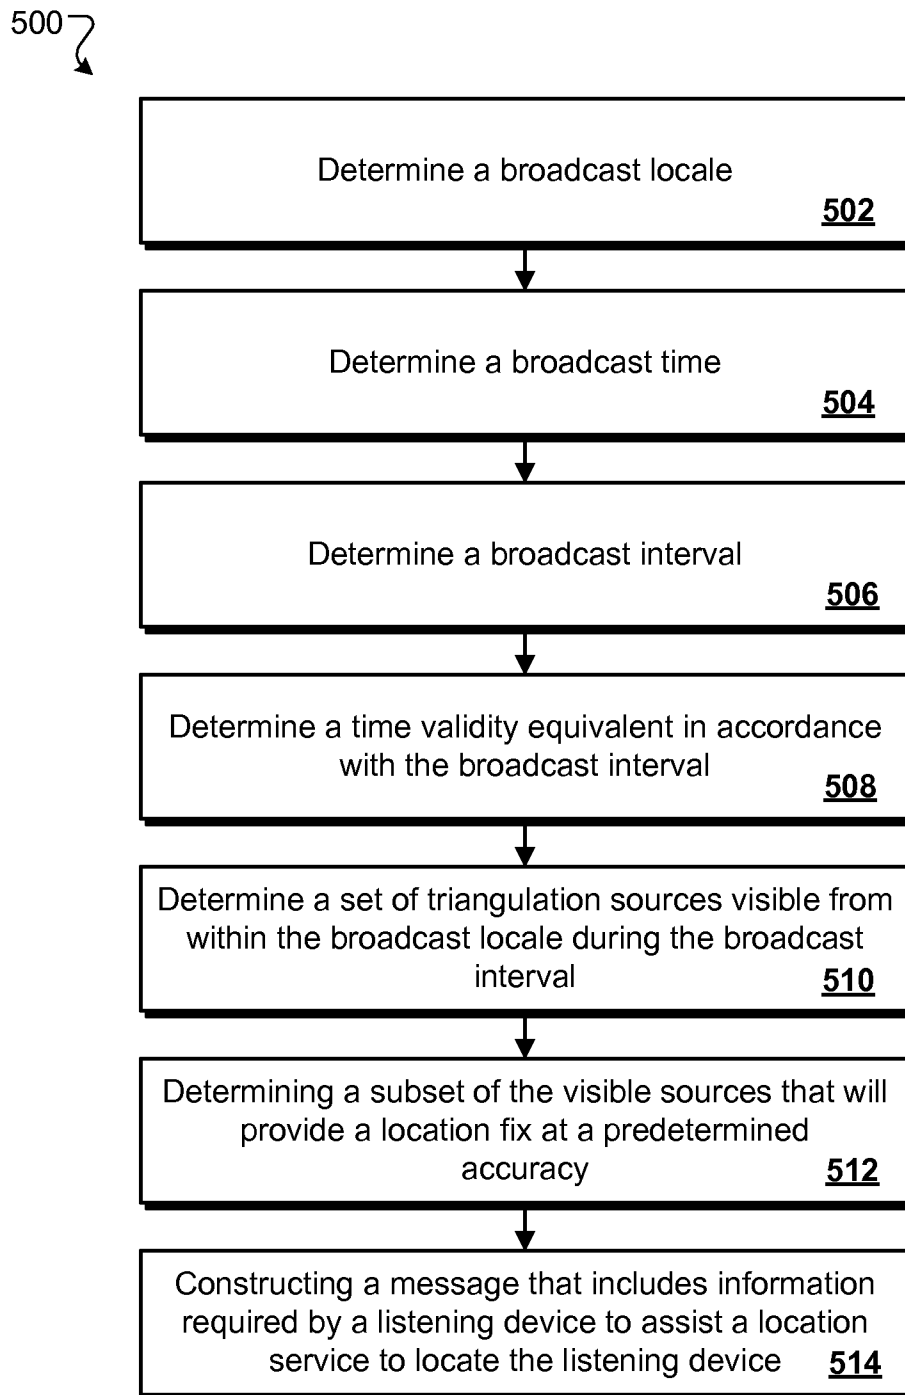 500
Determine a broadcast locale
502
Determine a broadcast time
504
Determine a broadcast interval
506
Determine a time validity equivalent in accordance
with the broadcast interval
508
Determine a set of triangulation sources visible from
within the broadcast locale during the broadcast
interval
510
Determining a subset of the visible sources that will
provide a location fix at a predetermined
accuracy
512
Constructing a message that includes information
required by a listening device to assist a location
service to locate the listening device
514